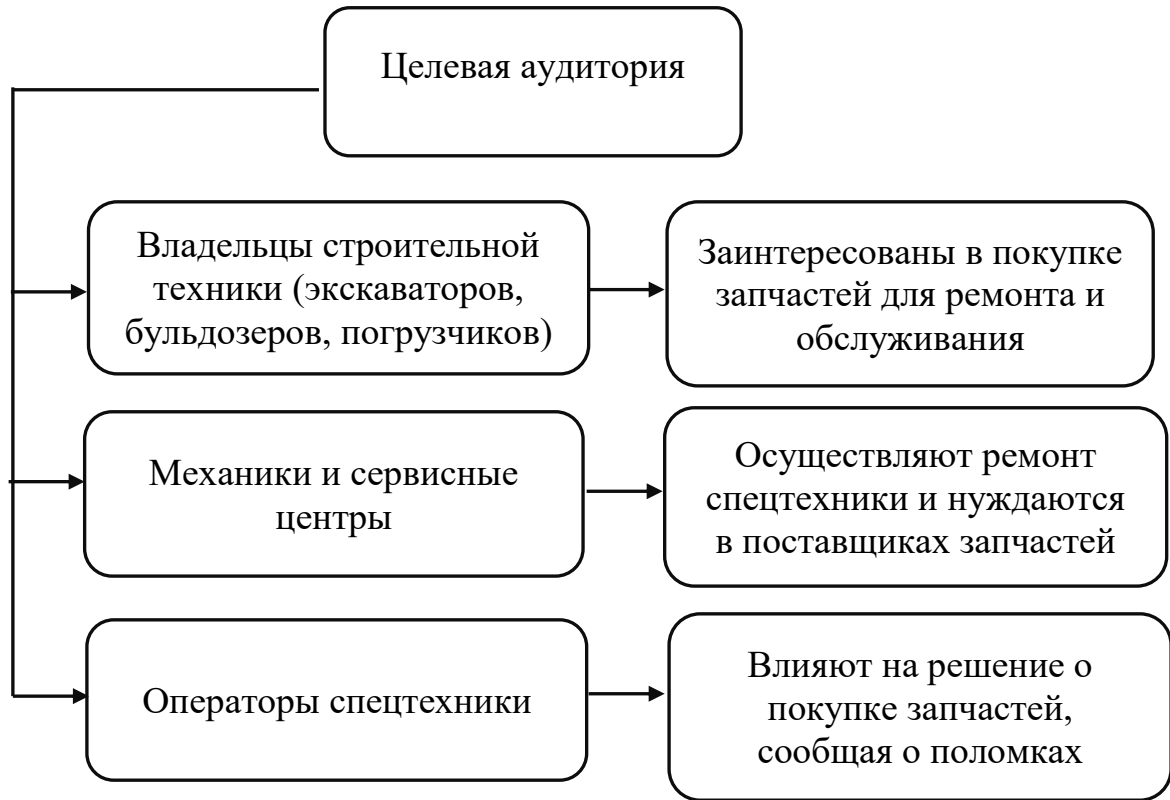 Целевая аудитория
Владельцы строительной
техники (экскаваторов,
бульдозеров, погрузчиков)
Заинтересованы в покупке
запчастей для ремонта и
обслуживания
Механики и сервисные
центры
Осуществляют ремонт
спецтехники и нуждаются
в поставщиках запчастей
Операторы спецтехники
Влияют на решение о
покупке запчастей,
сообщая о поломках